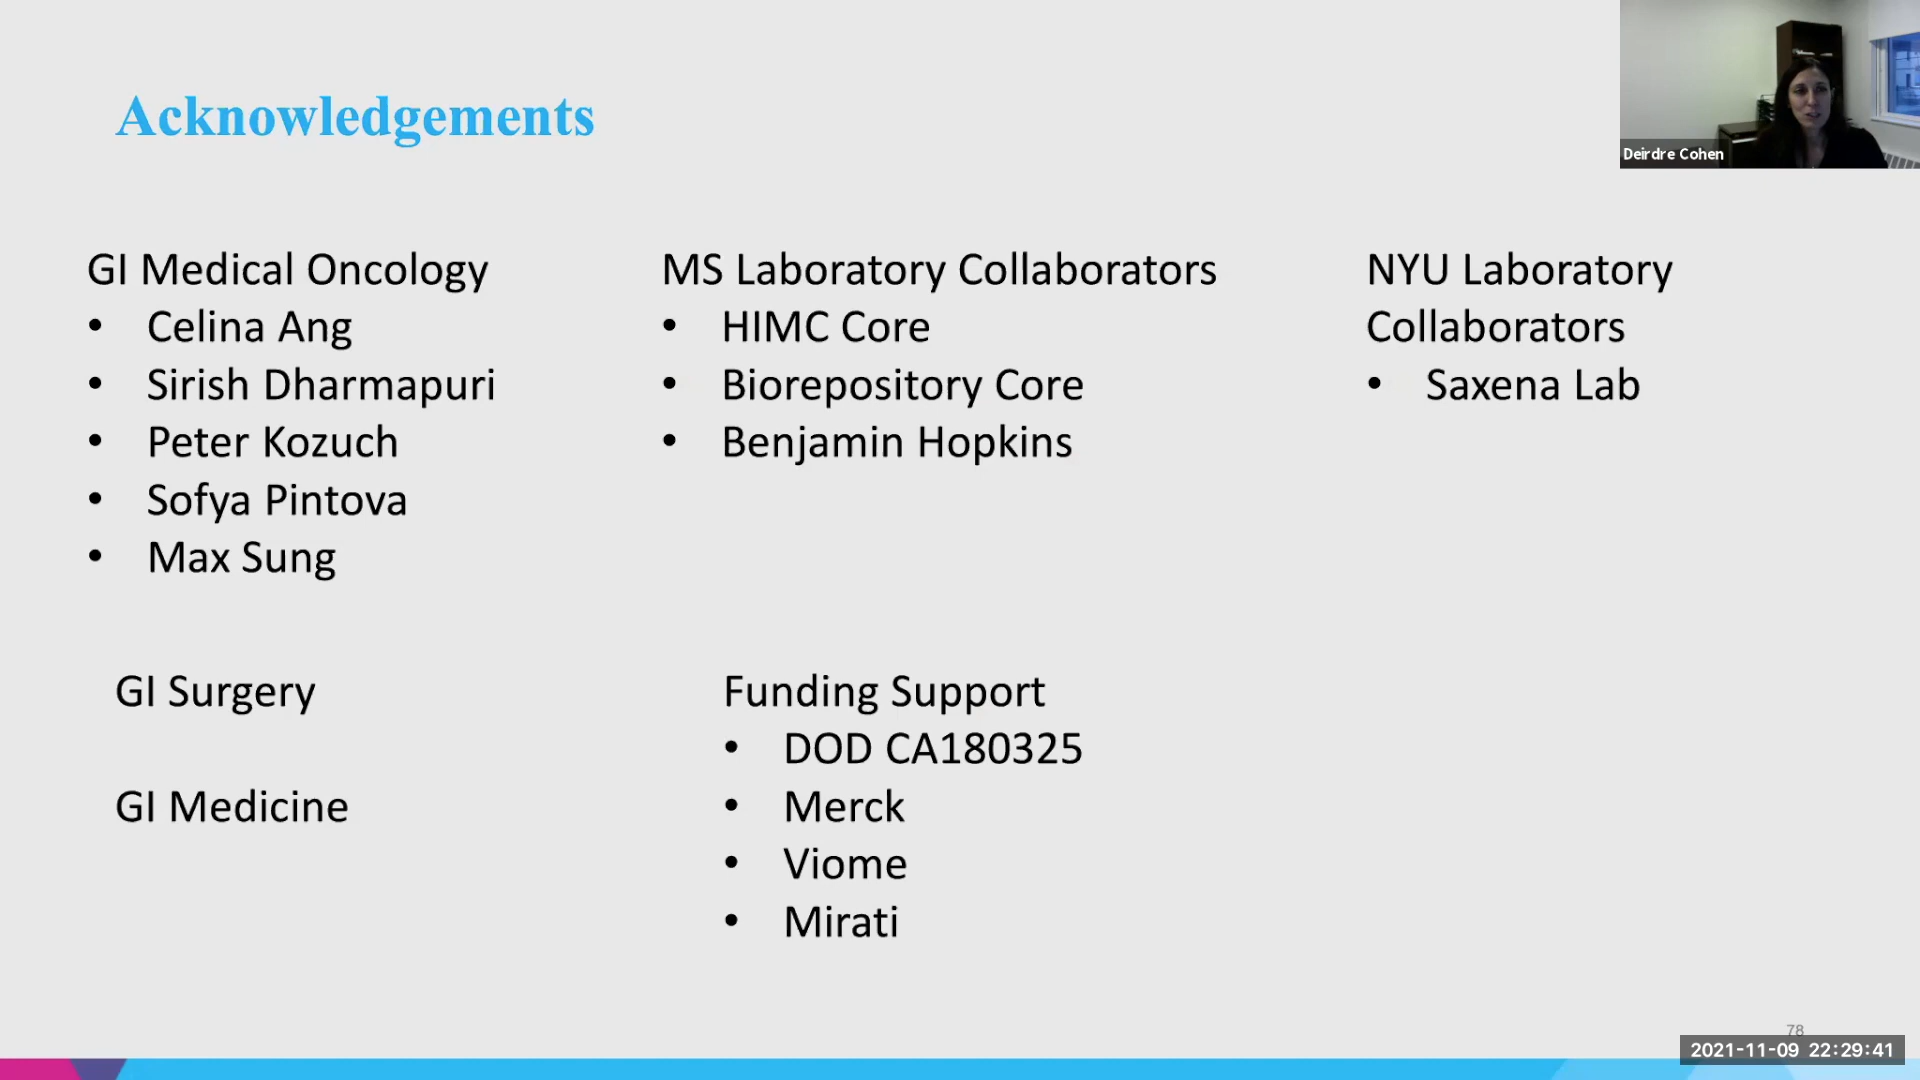 Acknowledgements
Deirdre Cohen
GI Medical Oncology
• Celina Ang
• Sirish Dharmapuri
• Peter Kozuch
• Sofya Pintova
• Max Sung
MS Laboratory Collaborators
• HIMC Core
• Biorepository Core
• Benjamin Hopkins
NYU Laboratory
Collaborators
• Saxena Lab
GI Surgery
GI Medicine
Funding Support
• DOD CA180325
• Merck
• Viome
• Mirati
78
2021-11-09 22:29:41